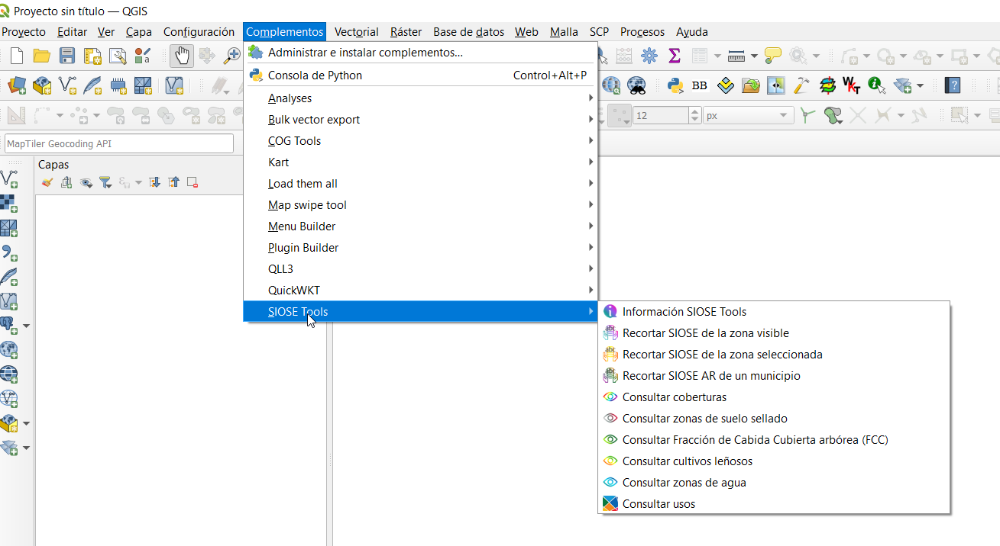 Proyecto sin título — QGIS
Proyecto Editar Ver Capa Configuración Complementos Vectorial Ráster Base de datos Web Malla SCP Procesos Ayuda
Administrar e instalar complementos...
Consola de Python Control+Alt+P
BB
WKT
Analyses
Bulk vector export
12 px
COG Tools
MapTiler Geocoding API
Kart
Capas
Load them all
Map swipe tool
Menu Builder
Plugin Builder
QLL3
QuickWKT
SIOSE Tools
Información SIOSE Tools
Recortar SIOSE de la zona visible
Recortar SIOSE de la zona seleccionada
Recortar SIOSE AR de un municipio
Consultar coberturas
Consultar zonas de suelo sellado
Consultar Fracción de Cabida Cubierta arbórea (FCC)
Consultar cultivos leñosos
Consultar zonas de agua
Consultar usos